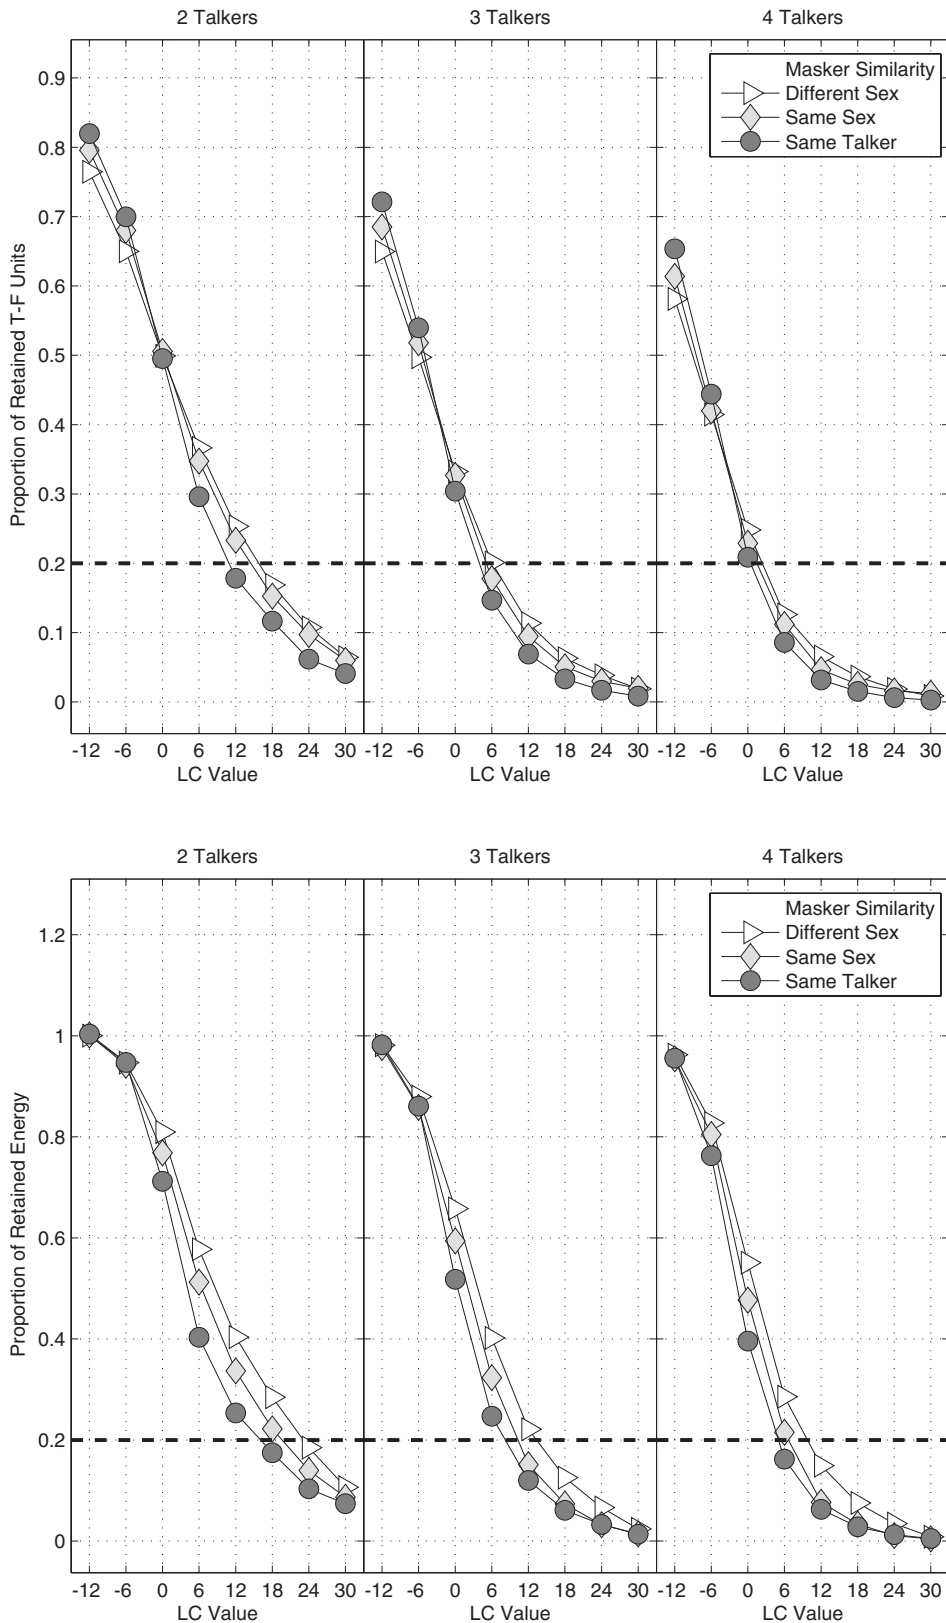 2 Talkers 3 Talkers 4 Talkers
Masker Similarity
Different Sex
Same Sex
Same Talker
Proportion of Retained T-F Units
0.9
0.8
0.7
0.6
0.5
0.4
0.3
0.2
0.1
0
-12 -6 0 6 12 18 24 30 -12 -6 0 6 12 18 24 30 -12 -6 0 6 12 18 24 30
LC Value LC Value LC Value
2 Talkers 3 Talkers 4 Talkers
Masker Similarity
Different Sex
Same Sex
Same Talker
Proportion of Retained Energy
1.2
1
0.8
0.6
0.4
0.2
0
-12 -6 0 6 12 18 24 30 -12 -6 0 6 12 18 24 30 -12 -6 0 6 12 18 24 30
LC Value LC Value LC Value